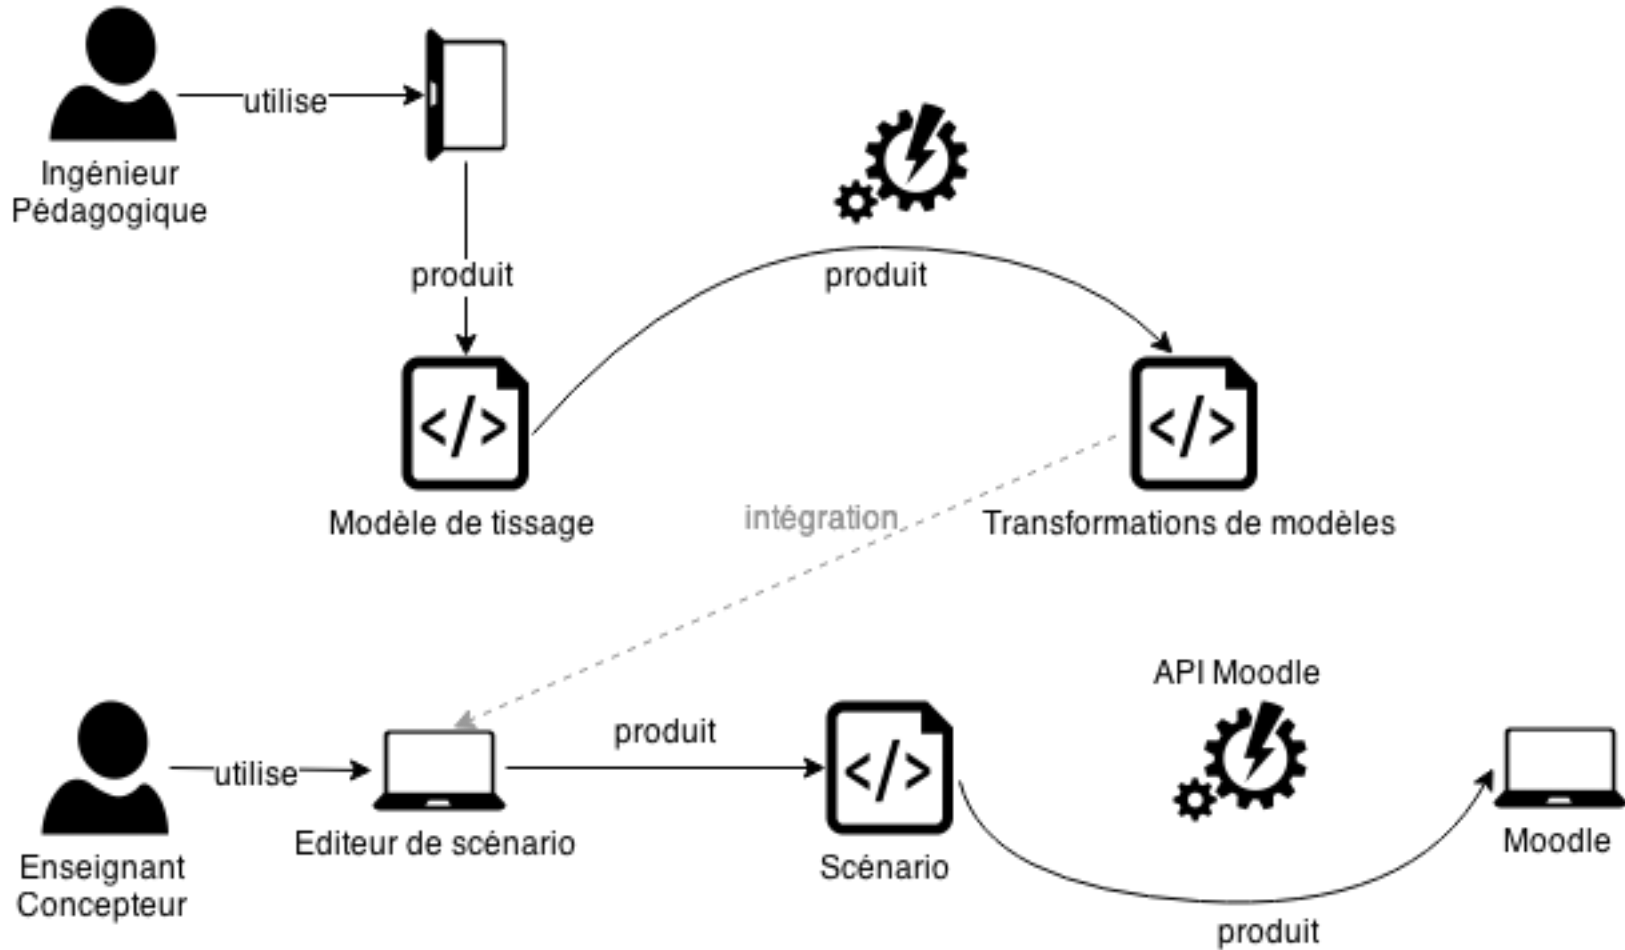 utilise
Ingénieur
Pédagogique
produit
produit
</>
</>
Modèle de tissage
intégration
Transformations de modèles
API Moodle
produit
utilise
</>
Editeur de scénario
Moodle
Enseignant
Concepteur
Scénario
produit